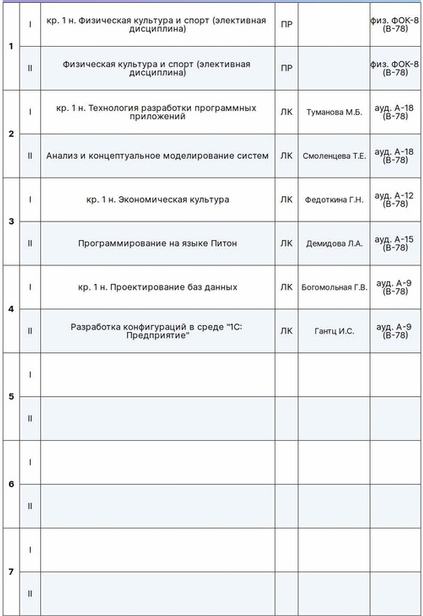 1
I
кр. 1 н. Физическая культура и спорт (элективная
дисциплина)
ПР
физ. ФОК-8
(В-78)
II
Физическая культура и спорт (элективная
дисциплина)
ПР
физ. ФОК-8
(В-78)
2
I
кр. 1 н. Технология разработки программных
приложений
ЛК
Туманова М.Б.
ауд. А-18
(В-78)
II
Анализ и концептуальное моделирование систем
ЛК
Смоленцева Т.Е.
ауд. А-18
(В-78)
3
I
кр. 1 н. Экономическая культура
ЛК
Федоткина Г.Н.
ауд. А-12
(В-78)
II
Программирование на языке Питон
ЛК
Демидова Л.А.
ауд. А-15
(В-78)
4
I
кр. 1 н. Проектирование баз данных
ЛК
Богомольная Г.В.
ауд. А-9
(В-78)
II
Разработка конфигураций в среде "1С:
Предприятие"
ЛК
Гантц И.С.
ауд. А-9
(В-78)
5
I
II
6
I
II
7
I
II